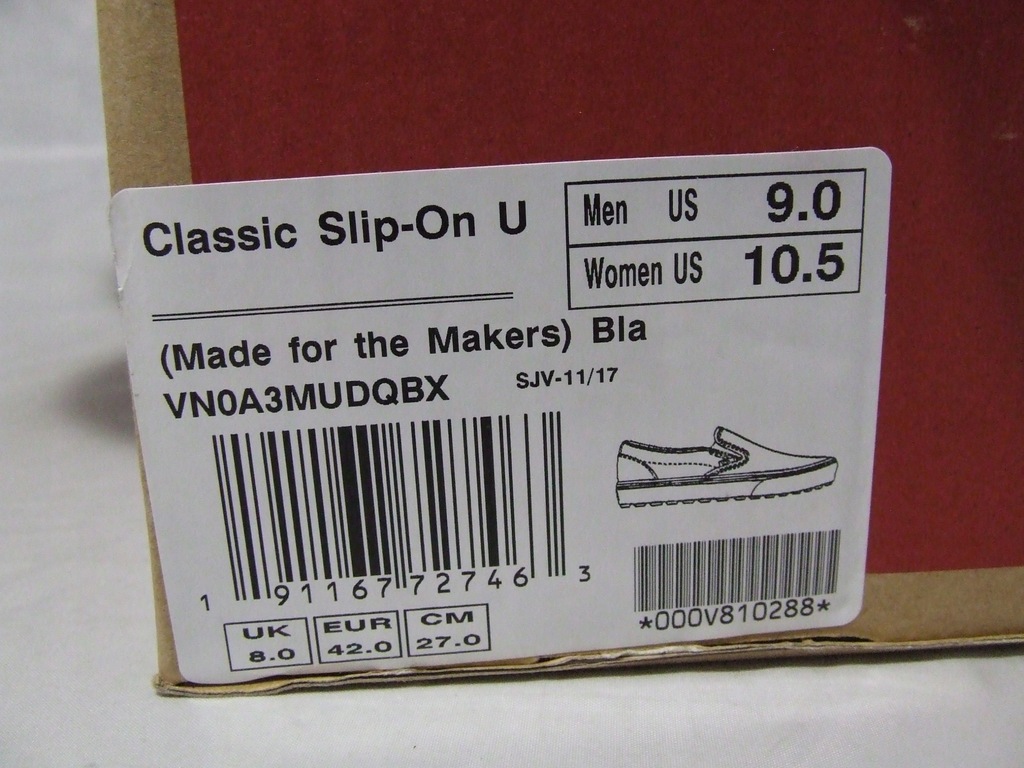 Classic Slip-On U
Men US 9.0
Women US 10.5
(Made for the Makers) Bla
VN0A3MUDQBX SJV-11/17
1 91167 72746 3
*000V810288*
UK 8.0
EUR 42.0
CM 27.0